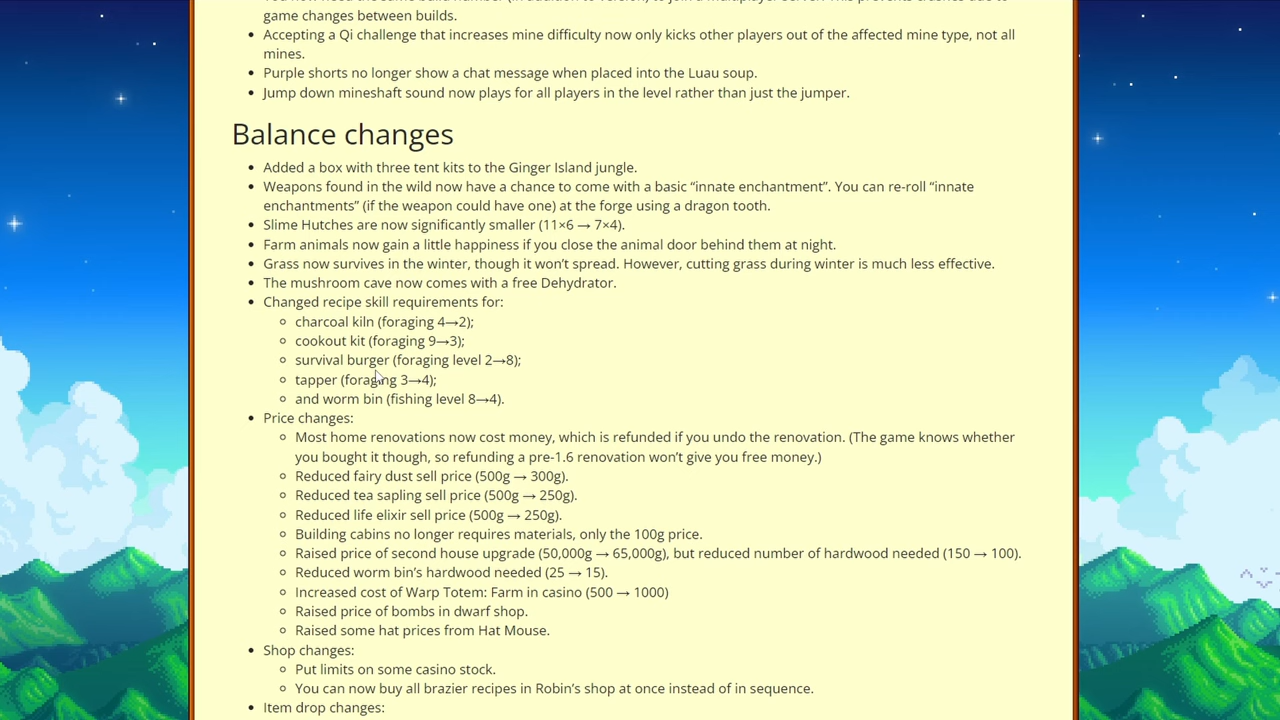 game changes between builds.
Accepting a Qi challenge that increases mine difficulty now only kicks other players out of the affected mine type, not all
mines.
Purple shorts no longer show a chat message when placed into the Luau soup.
Jump down mineshaft sound now plays for all players in the level rather than just the jumper.
Balance changes
Added a box with three tent kits to the Ginger Island jungle.
Weapons found in the wild now have a chance to come with a basic “innate enchantment”. You can re-roll “innate
enchantments” (if the weapon could have one) at the forge using a dragon tooth.
Slime Hutches are now significantly smaller (11×6 → 7×4).
Farm animals now gain a little happiness if you close the animal door behind them at night.
Grass now survives in the winter, though it won’t spread. However, cutting grass during winter is much less effective.
The mushroom cave now comes with a free Dehydrator.
Changed recipe skill requirements for:
charcoal kiln (foraging 4→2);
cookout kit (foraging 9→3);
survival burger (foraging level 2→8);
tapper (foraging 3→4);
and worm bin (fishing level 8→4).
Price changes:
Most home renovations now cost money, which is refunded if you undo the renovation. (The game knows whether
you bought it though, so refunding a pre-1.6 renovation won’t give you free money.)
Reduced fairy dust sell price (500g → 300g).
Reduced tea sapling sell price (500g → 250g).
Reduced life elixir sell price (500g → 250g).
Building cabins no longer requires materials, only the 100g price.
Raised price of second house upgrade (50,000g → 65,000g), but reduced number of hardwood needed (150 → 100).
Reduced worm bin’s hardwood needed (25 → 15).
Increased cost of Warp Totem: Farm in casino (500 → 1000)
Raised price of bombs in dwarf shop.
Raised some hat prices from Hat Mouse.
Shop changes:
Put limits on some casino stock.
You can now buy all brazier recipes in Robin’s shop at once instead of in sequence.
Item drop changes: